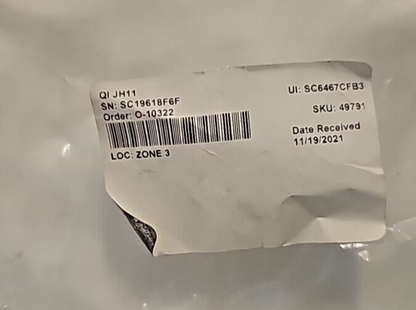 QI JH11
SN: SC19618F6F
Order: O-10322
LOC: ZONE 3
UI: SC6467CFB3
SKU: 49791
Date Received
11/19/2021